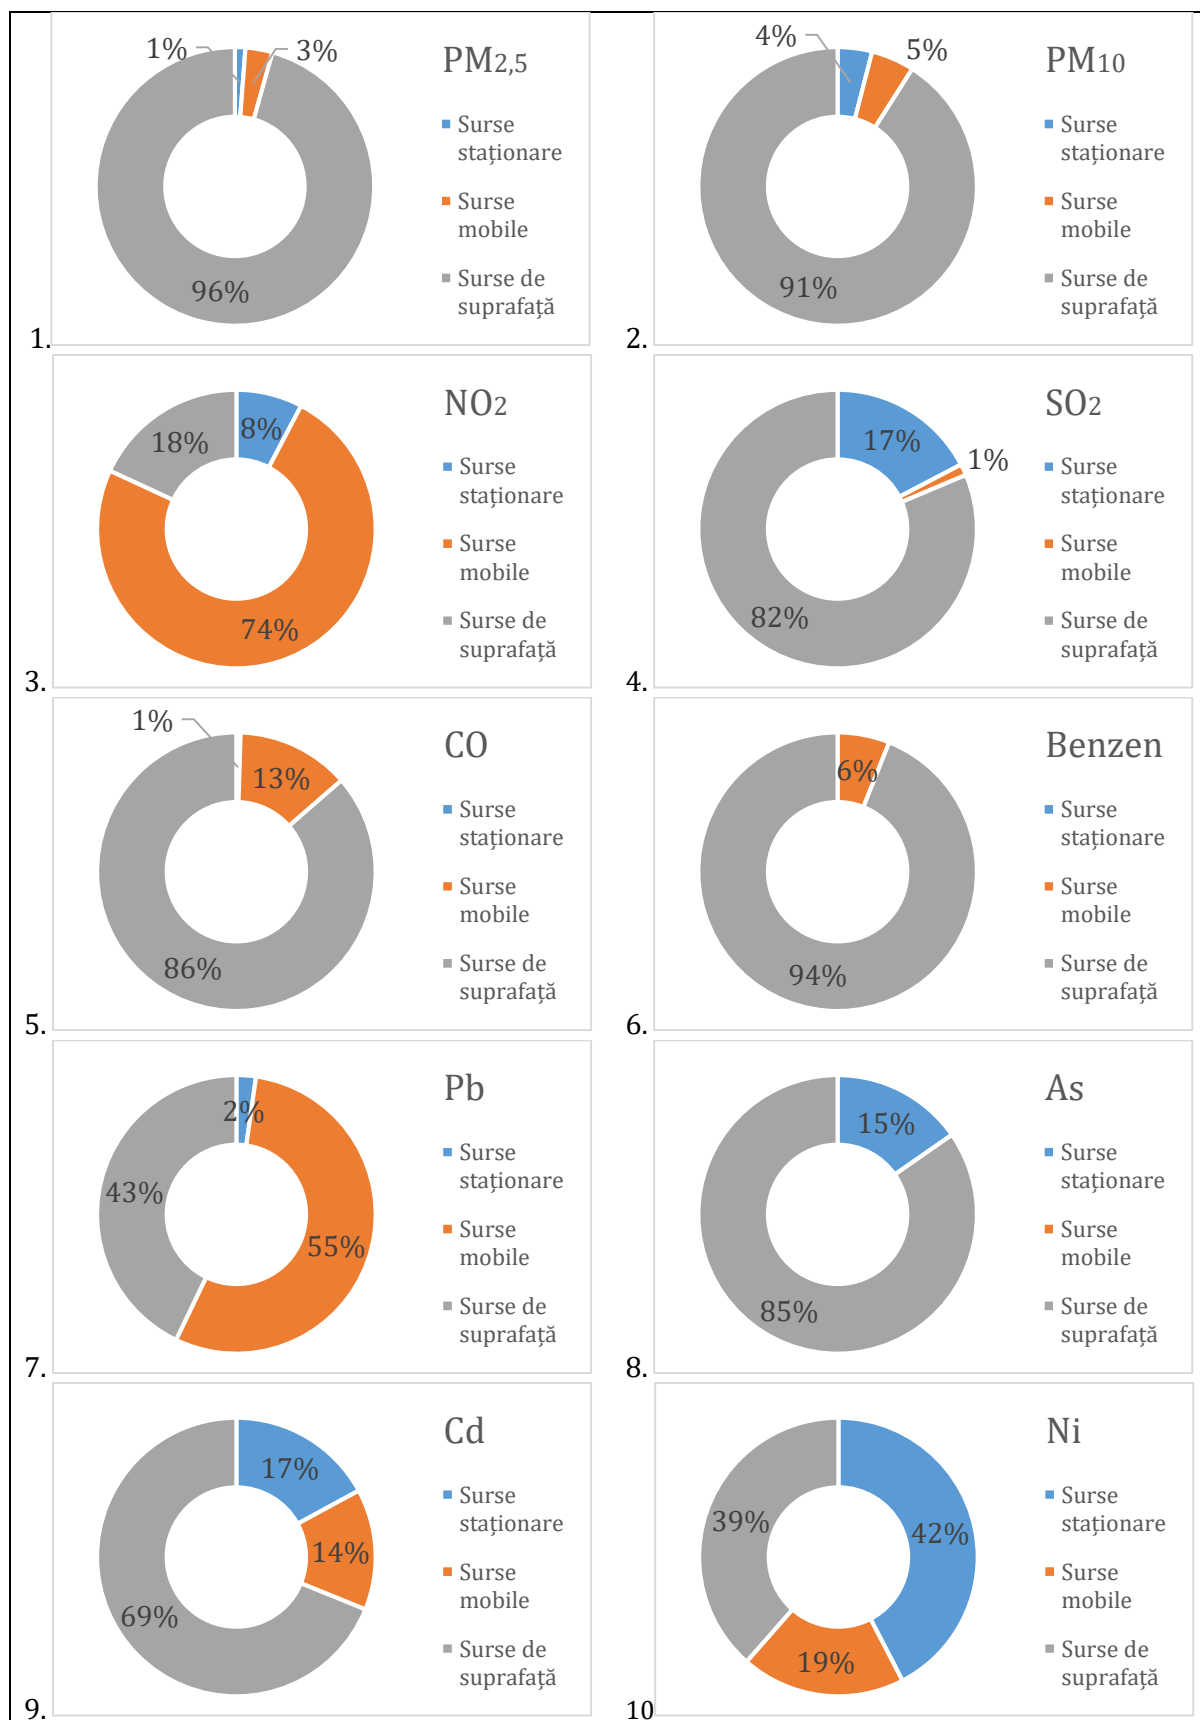 1%
3%
PM2,5
Surse
staționare
Surse
mobile
Surse de
suprafață
96%
1.
4%
5%
PM10
Surse
staționare
Surse
mobile
Surse de
suprafață
91%
2.
8%
18%
74%
NO2
Surse
staționare
Surse
mobile
Surse de
suprafață
3.
17%
1%
82%
SO2
Surse
staționare
Surse
mobile
Surse de
suprafață
4.
1%
13%
86%
CO
Surse
staționare
Surse
mobile
Surse de
suprafață
5.
6%
94%
Benzen
Surse
staționare
Surse
mobile
Surse de
suprafață
6.
2%
43%
55%
Pb
Surse
staționare
Surse
mobile
Surse de
suprafață
7.
15%
85%
As
Surse
staționare
Surse
mobile
Surse de
suprafață
8.
17%
14%
69%
Cd
Surse
staționare
Surse
mobile
Surse de
suprafață
9.
39%
42%
19%
Ni
Surse
staționare
Surse
mobile
Surse de
suprafață
10